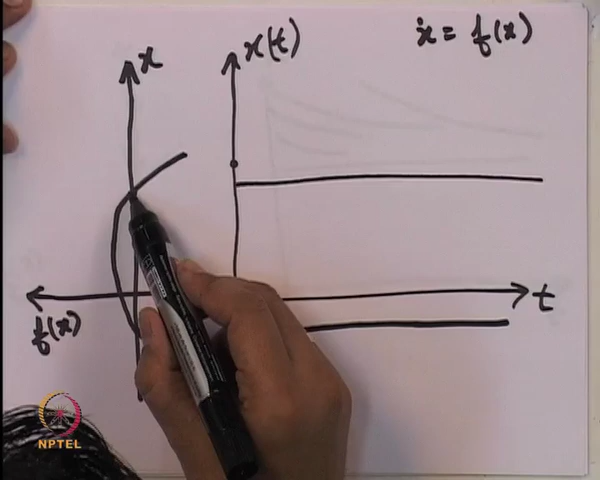 x
x(t)
ẋ = f(x)
f(x)
t
NPTEL